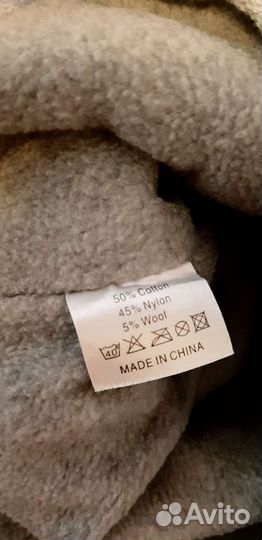 50% Cotton
45% Nylon
5% Wool
40
MADE IN CHINA
Avito